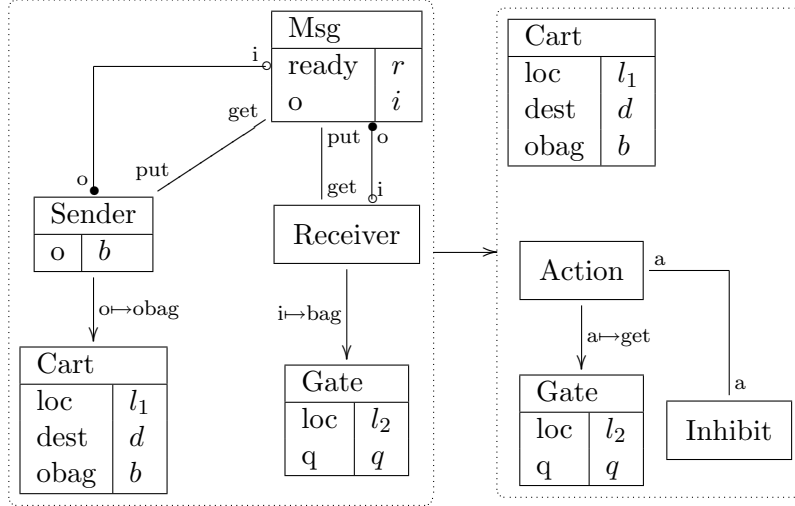 Msg
ready r
o i
i
get
put
o
put
o
get
i
Sender
o b
Receiver
o↦obag
i↦bag
Cart
loc l₁
dest d
obag b
Gate
loc l₂
q q
Cart
loc l₁
dest d
obag b
Action
a
a↦get
a
Gate
loc l₂
q q
Inhibit